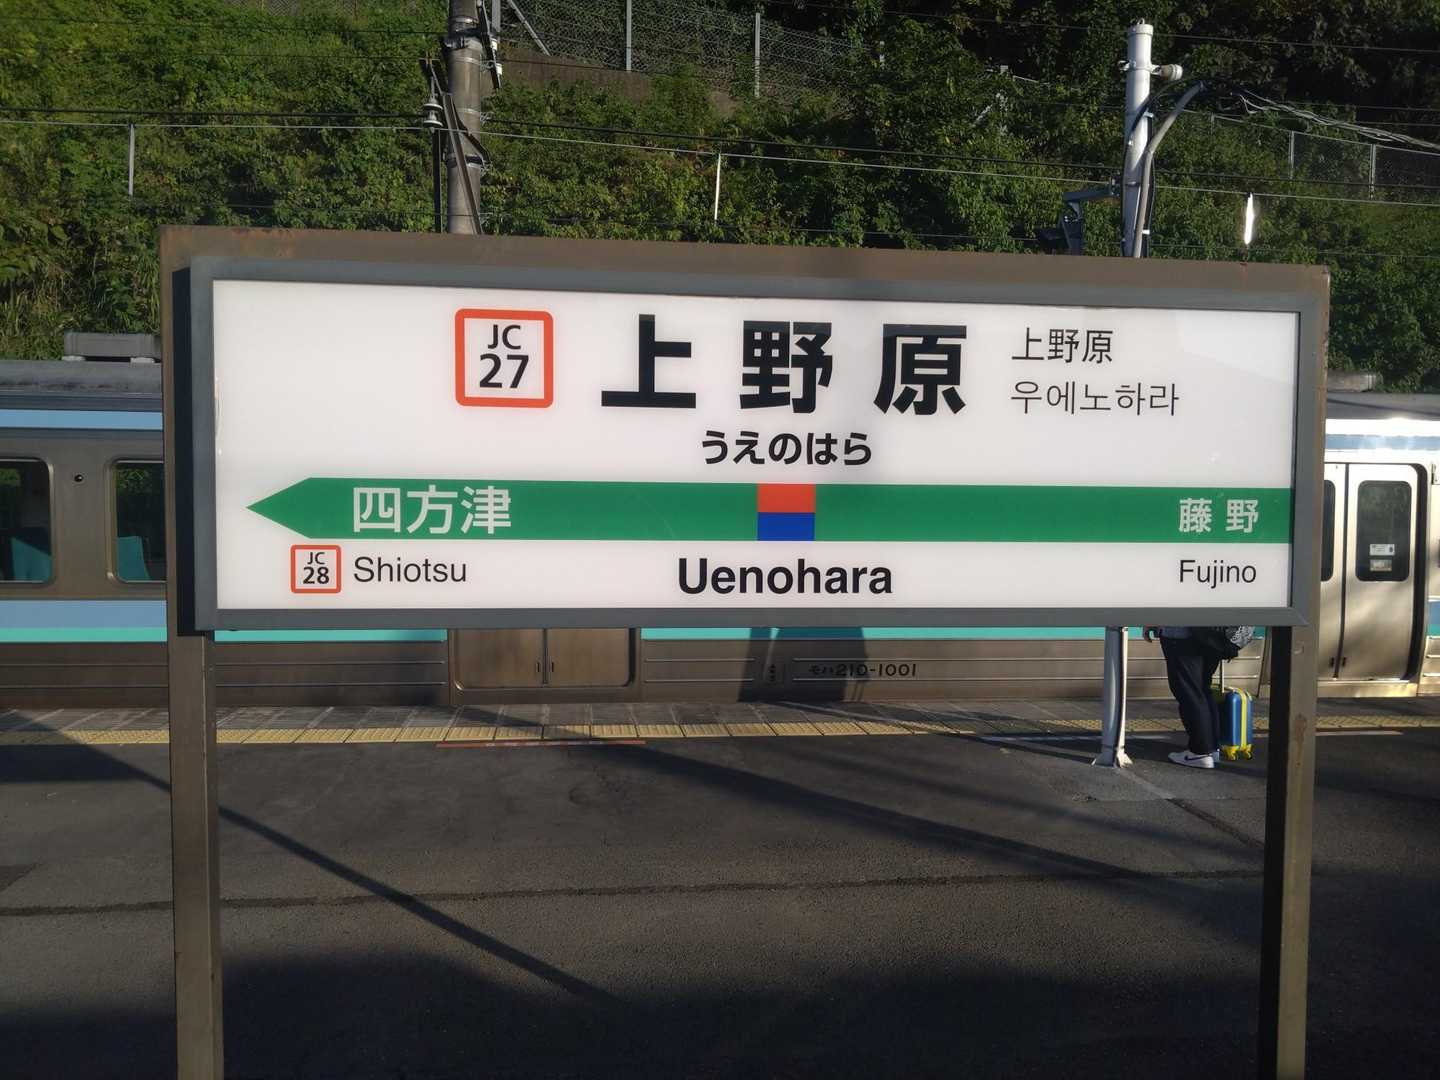 JC
27
上野原
上野原
우에노하라
うえのはら
四方津
藤野
JC
28
Shiotsu
Uenohara
Fujino
モハ210-1001